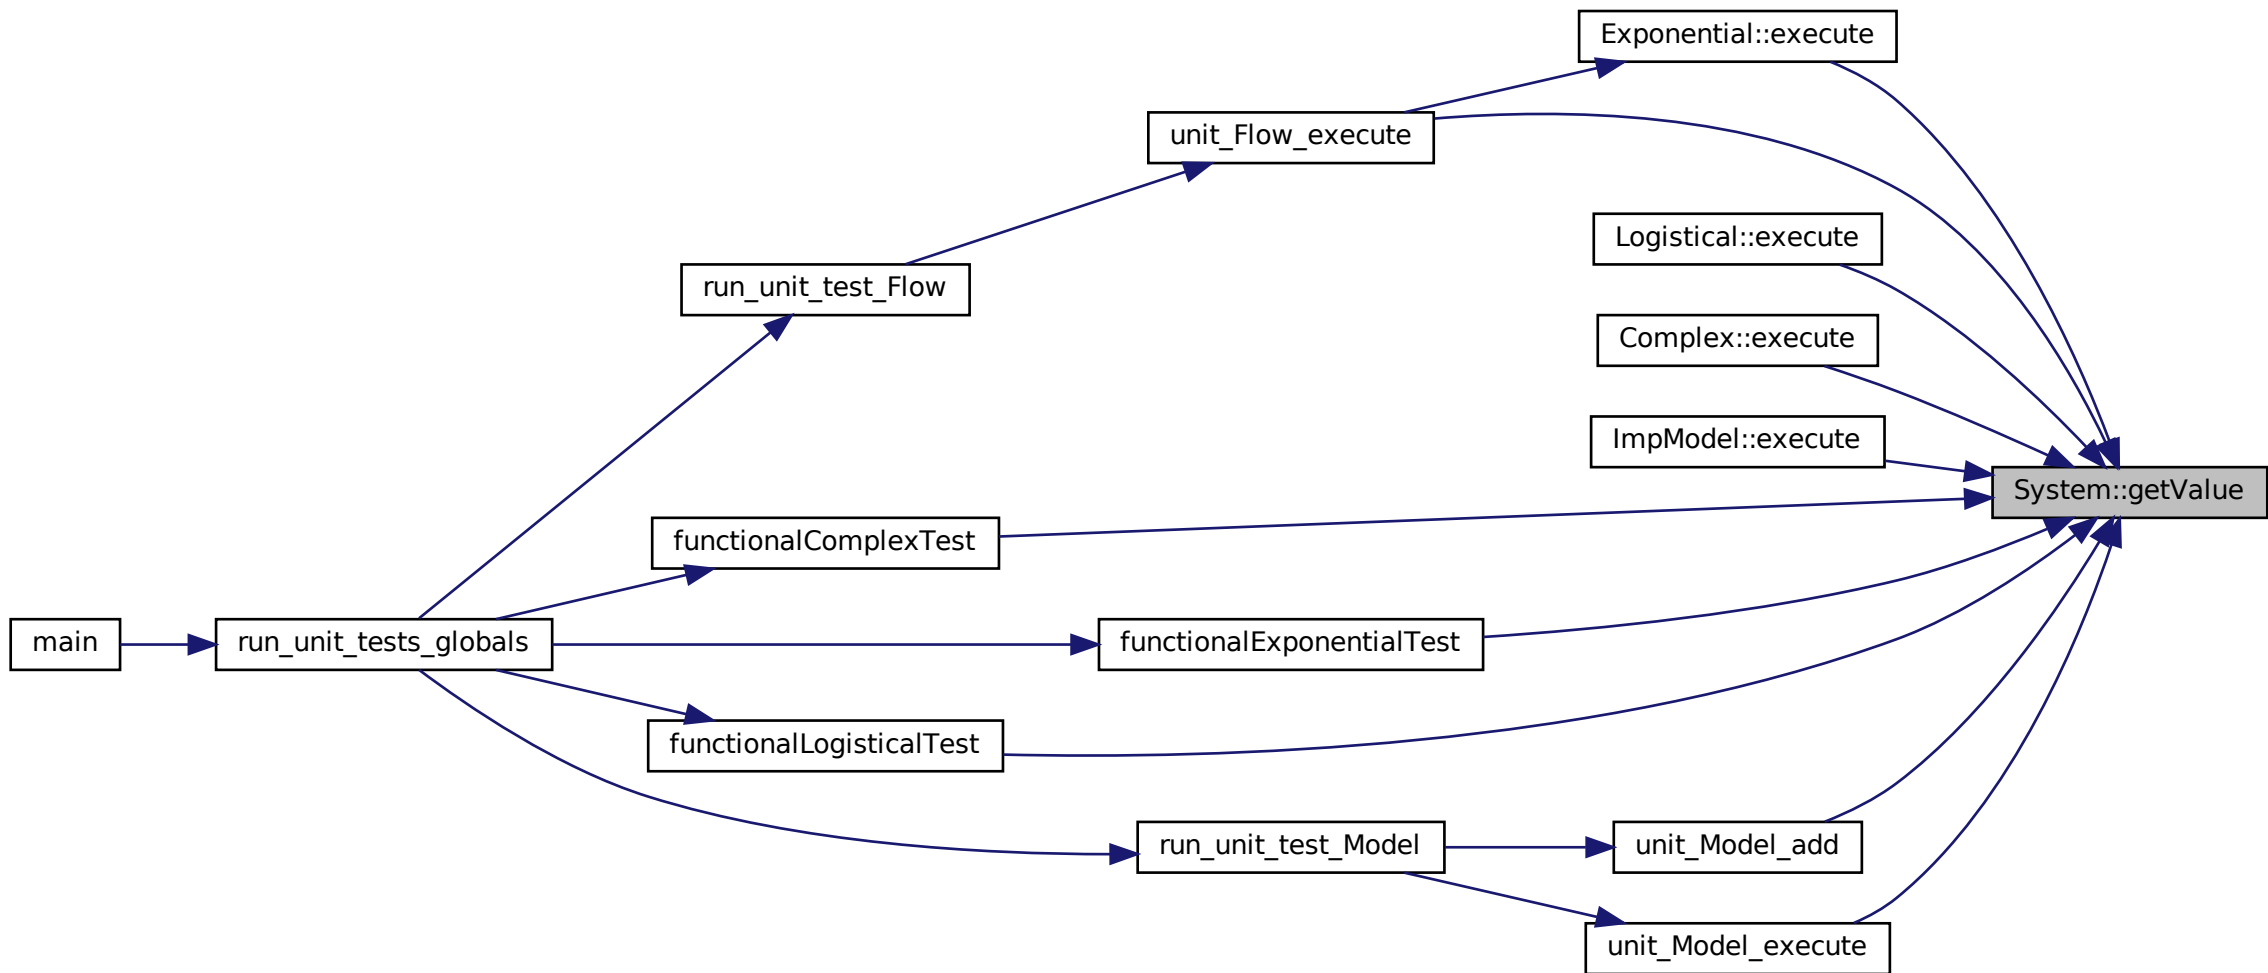 Exponential::execute
unit_Flow_execute
Logistical::execute
run_unit_test_Flow
Complex::execute
ImpModel::execute
System::getValue
functionalComplexTest
main
run_unit_tests_globals
functionalExponentialTest
functionalLogisticalTest
run_unit_test_Model
unit_Model_add
unit_Model_execute